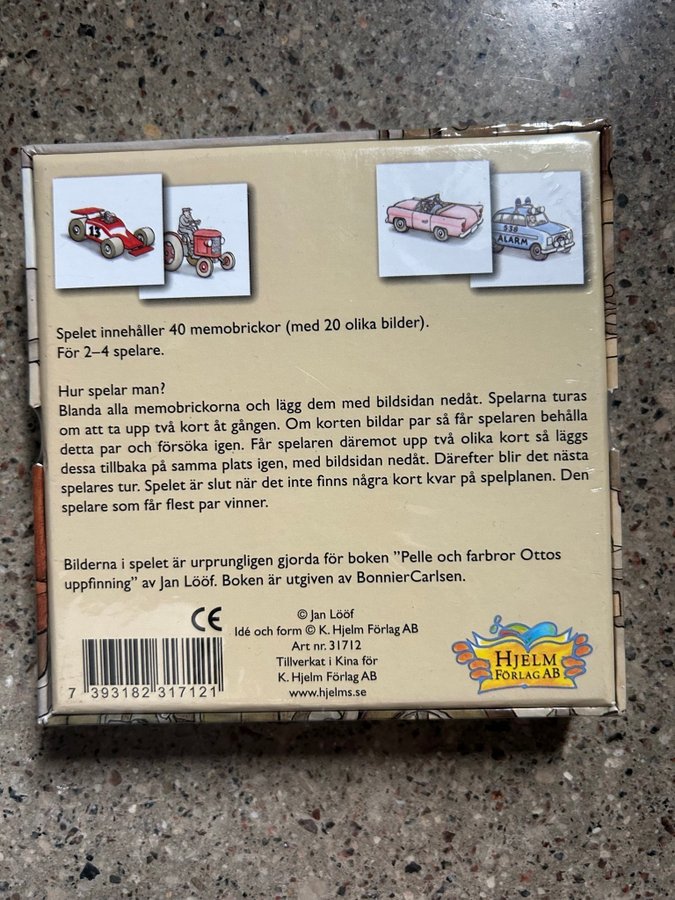 13
538
ALARM
Spelet innehåller 40 memobrickor (med 20 olika bilder).
För 2–4 spelare.
Hur spelar man?
Blanda alla memobrickorna och lägg dem med bildsidan nedåt. Spelarna turas
om att ta upp två kort åt gången. Om korten bildar par så får spelaren behålla
detta par och försöka igen. Får spelaren däremot upp två olika kort så läggs
dessa tillbaka på samma plats igen, med bildsidan nedåt. Därefter blir det nästa
spelares tur. Spelet är slut när det inte finns några kort kvar på spelplanen. Den
spelare som får flest par vinner.
Bilderna i spelet är urprungligen gjorda för boken ”Pelle och farbror Ottos
uppfinning” av Jan Lööf. Boken är utgiven av BonnierCarlsen.
CE
© Jan Lööf
Idé och form © K. Hjelm Förlag AB
Art nr. 31712
Tillverkat i Kina för
K. Hjelm Förlag AB
www.hjelms.se
7 393182 317121
HJELM
FÖRLAG AB